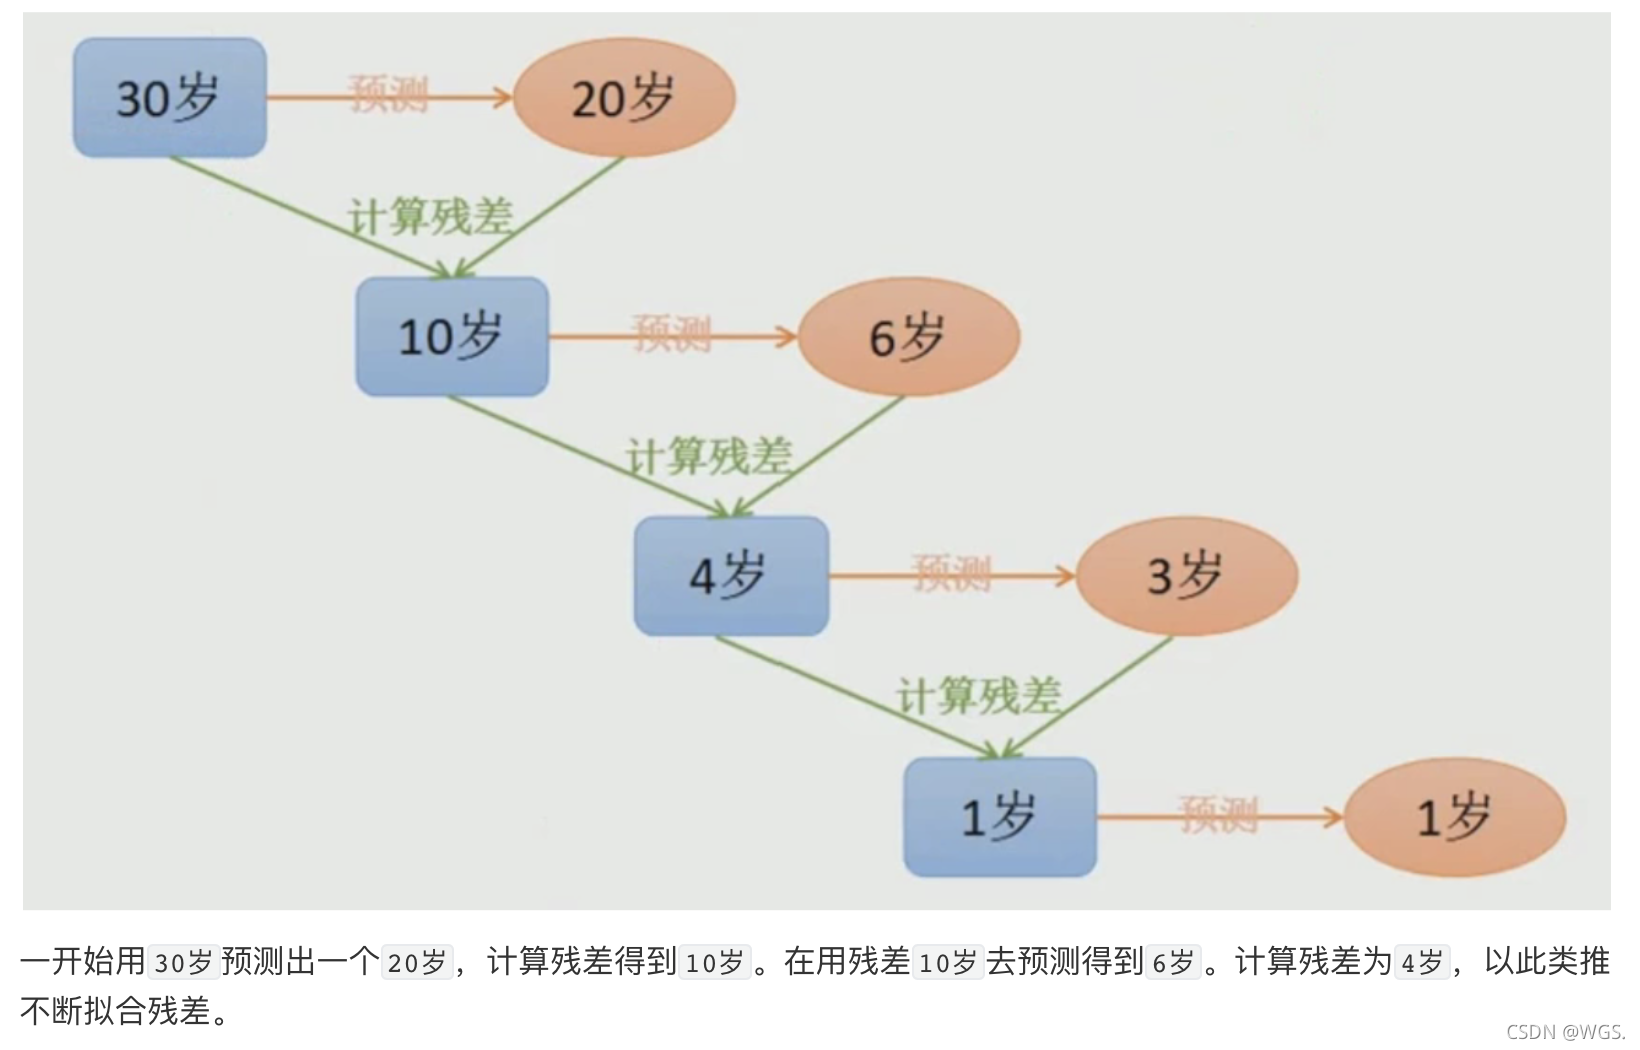 30岁 预测 20岁
计算残差
10岁 预测 6岁
计算残差
4岁 预测 3岁
计算残差
1岁 预测 1岁
一开始用30岁预测出一个20岁，计算残差得到10岁。在用残差10岁去预测得到6岁。计算残差为4岁，以此类推
不断拟合残差。
CSDN @WGS.